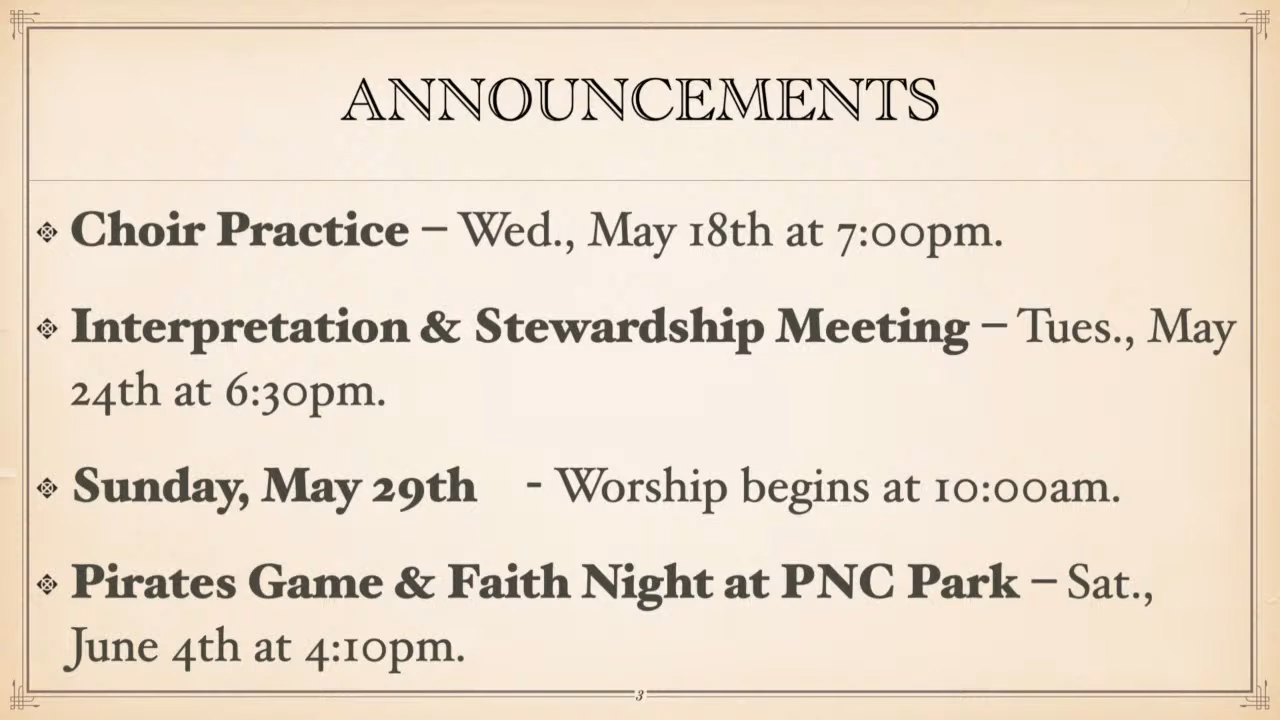 ANNOUNCEMENTS
Choir Practice – Wed., May 18th at 7:00pm.
Interpretation & Stewardship Meeting – Tues., May
24th at 6:30pm.
Sunday, May 29th - Worship begins at 10:00am.
Pirates Game & Faith Night at PNC Park – Sat.,
June 4th at 4:10pm.
3